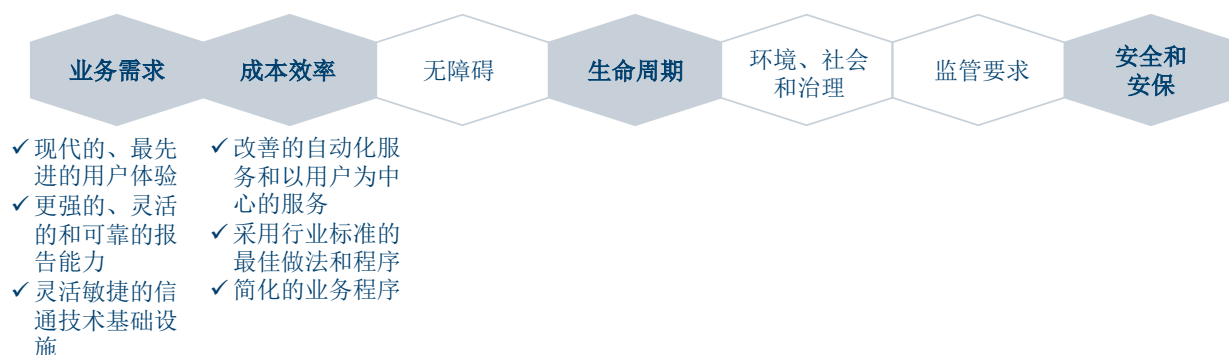 业务需求
成本效率
无障碍
生命周期
环境、社会
和治理
监管要求
安全和
安保
✓ 现代的、最先
进的用户体验
✓ 更强的、灵活
的和可靠的报
告能力
✓ 灵活敏捷的信
通技术基础设
施
✓ 改善的自动化服
务和以用户为中
心的服务
✓ 采用行业标准的
最佳做法和程序
✓ 简化的业务程序